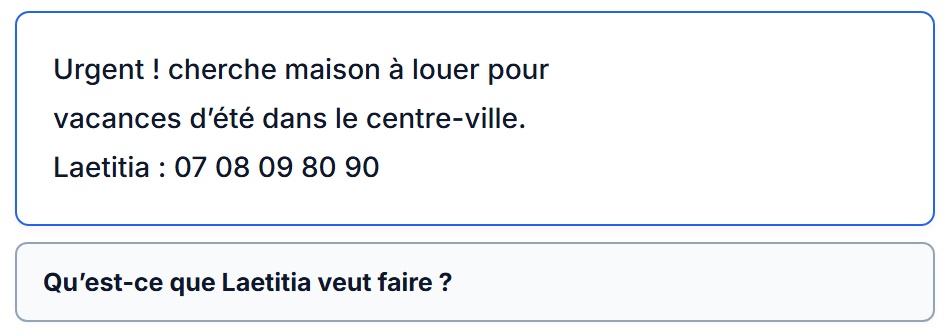 Urgent ! cherche maison à louer pour
vacances d’été dans le centre-ville.
Laetitia : 07 08 09 80 90
Qu’est-ce que Laetitia veut faire ?